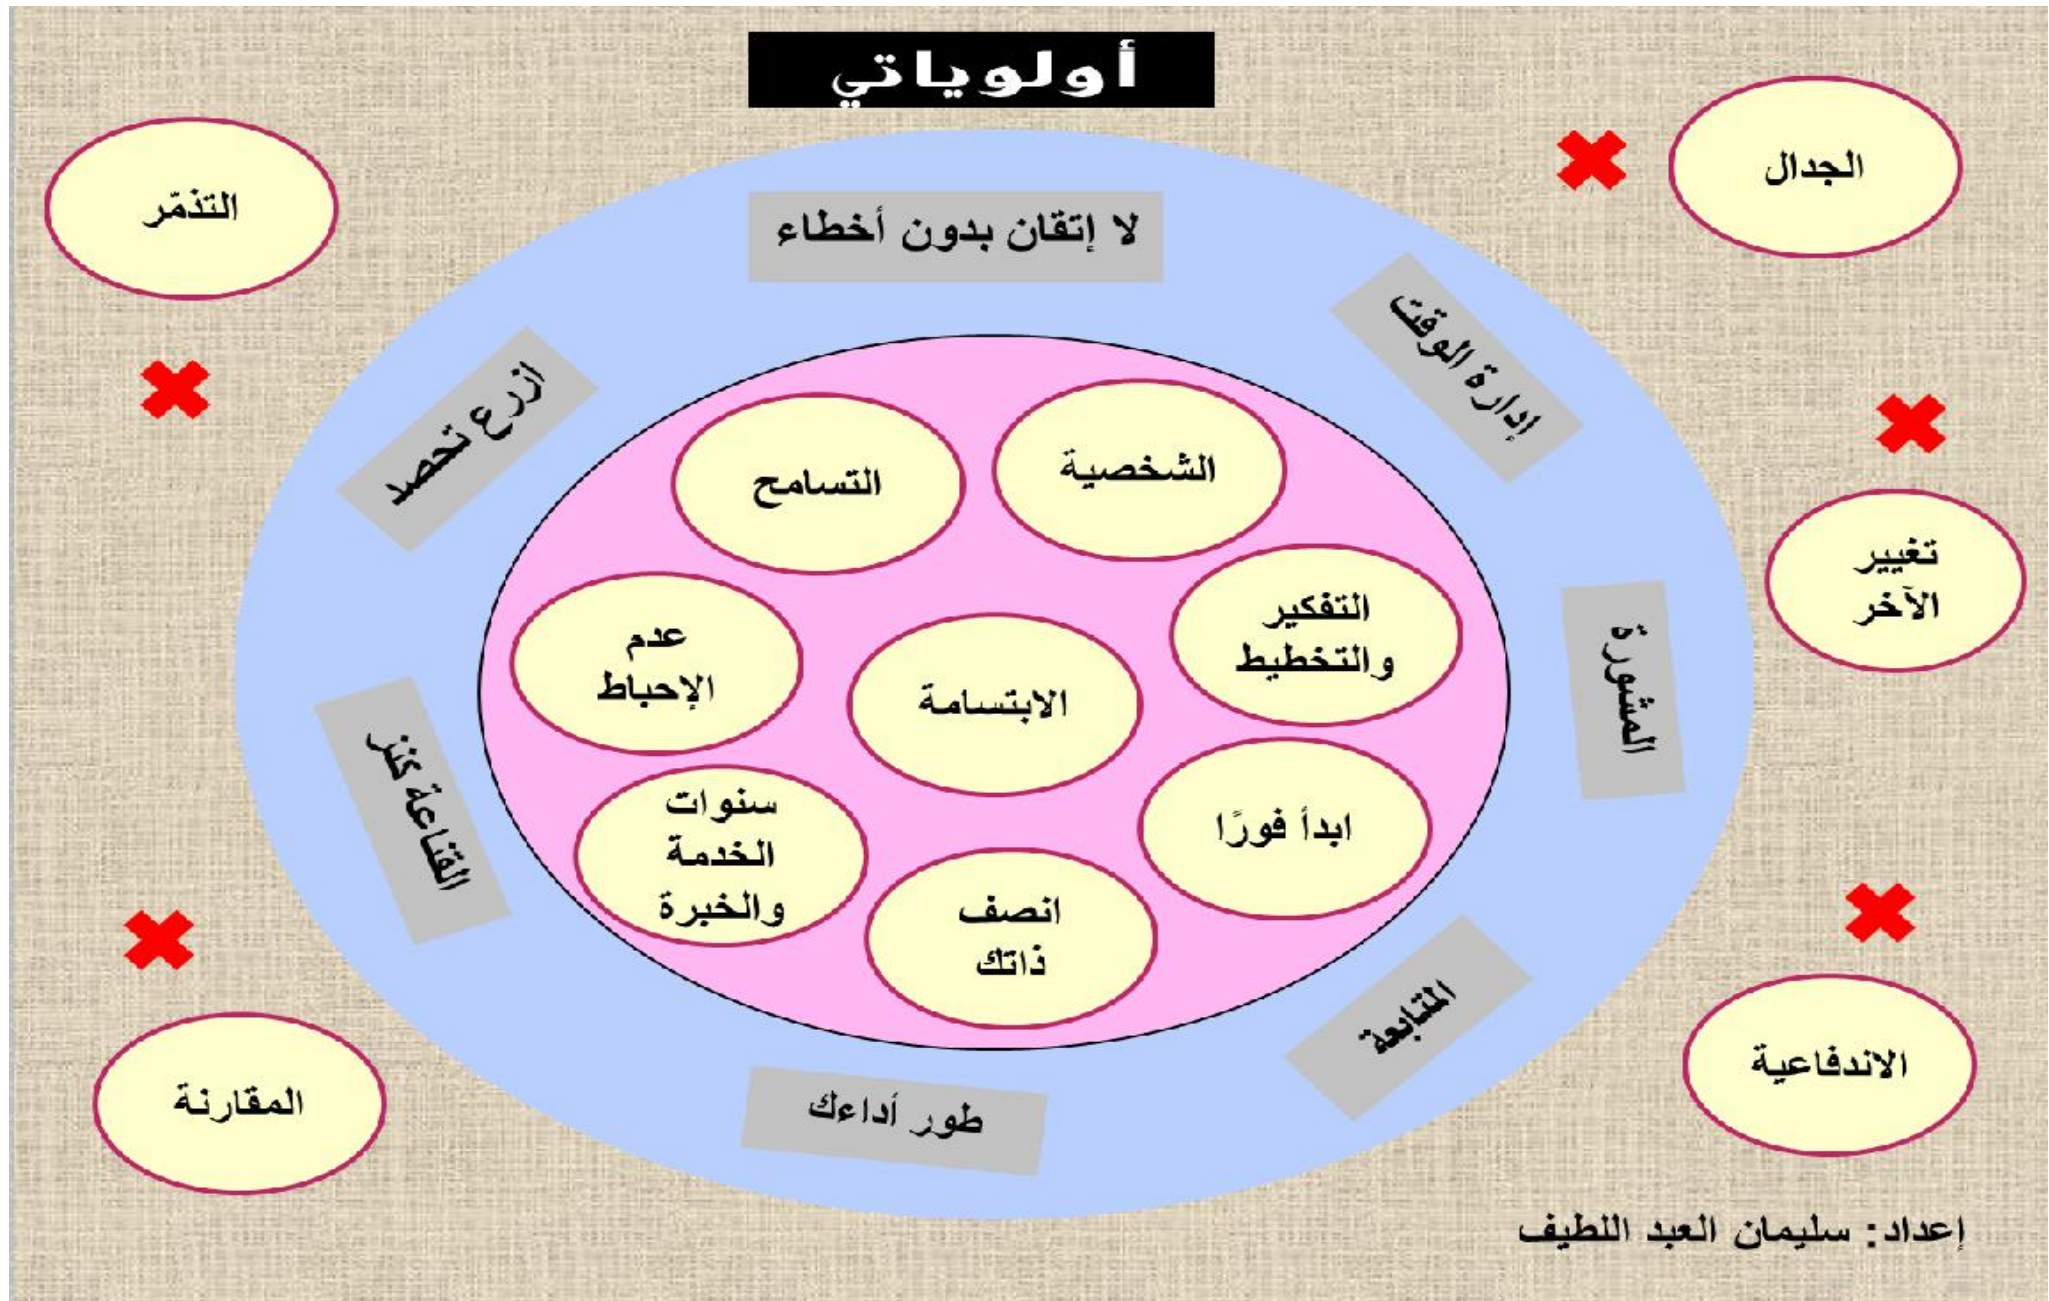 أولوياتي
الجدال
التذمّر
لا إتقان بدون أخطاء
إدارة الوقت
ازرع تحصد
الشخصية
التسامح
تغيير
الآخر
التفكير
والتخطيط
عدم
الإحباط
الابتسامة
المشورة
القناعة كنز
ابدأ فورًا
سنوات
الخدمة
والخبرة
انصف
ذاتك
المتابعة
الاندفاعية
المقارنة
طور أداءك
إعداد: سليمان العبد اللطيف